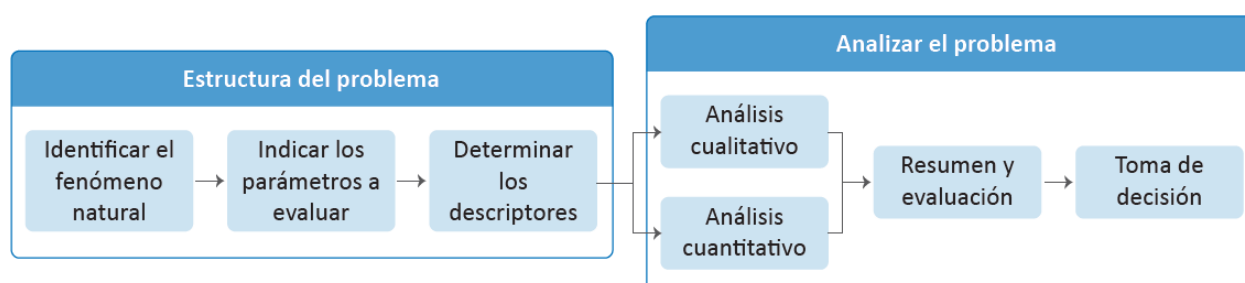 Estructura del problema
Identificar el
fenómeno
natural
Indicar los
parámetros a
evaluar
Determinar
los
descriptores
Analizar el problema
Análisis
cualitativo
Análisis
cuantitativo
Resumen y
evaluación
Toma de
decisión